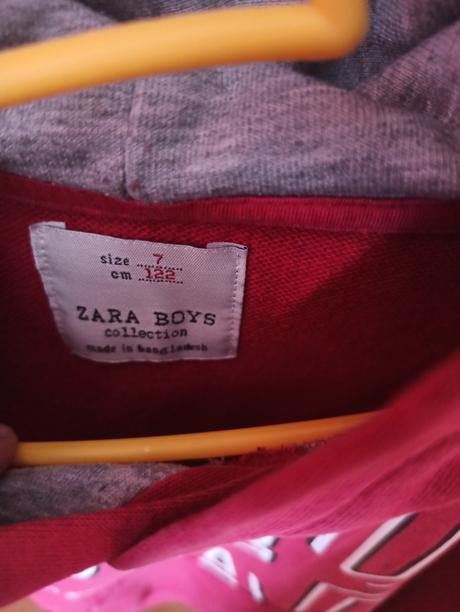 size 7
cm 122
ZARA BOYS
collection
made in bangladesh